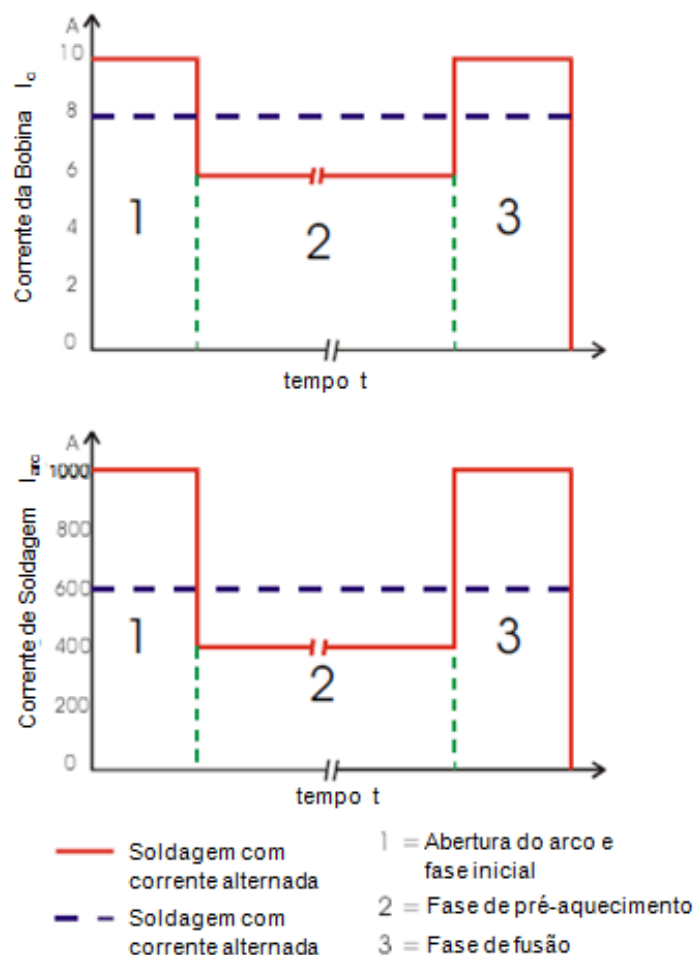 A
10
8
6
4
2
0
Corrente da Bobina I
1
2
3
tempo t
A
1000
800
600
400
200
0
Corrente de Soldagem I arc
1
2
3
tempo t
Soldagem com
corrente alternada
Soldagem com
corrente alternada
1 = Abertura do arco e
fase inicial
2 = Fase de pré-aquecimento
3 = Fase de fusão